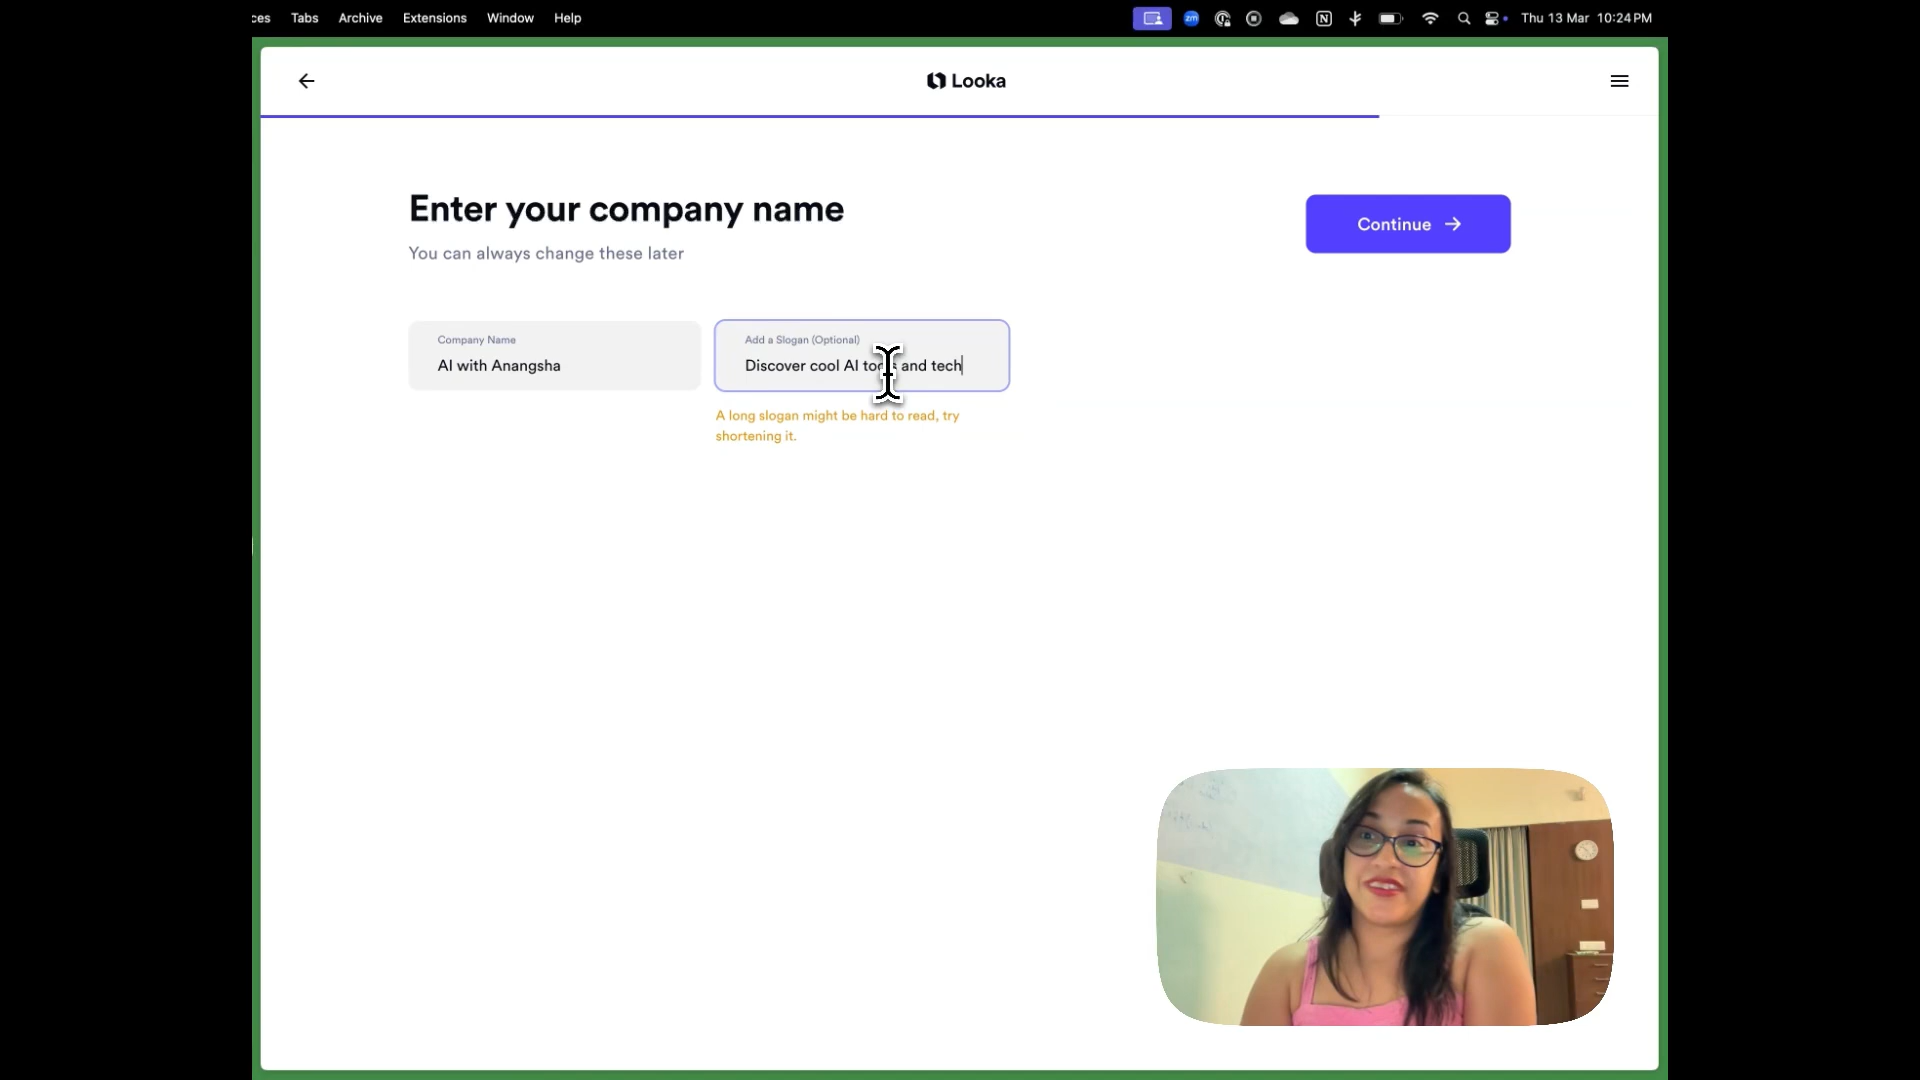 ces Tabs Archive Extensions Window Help zm N Thu 13 Mar 10:24 PM
Looka
Enter your company name
Continue →
You can always change these later
Company Name
AI with Anangsha
Add a Slogan (Optional)
Discover cool AI tools and tech
A long slogan might be hard to read, try
shortening it.